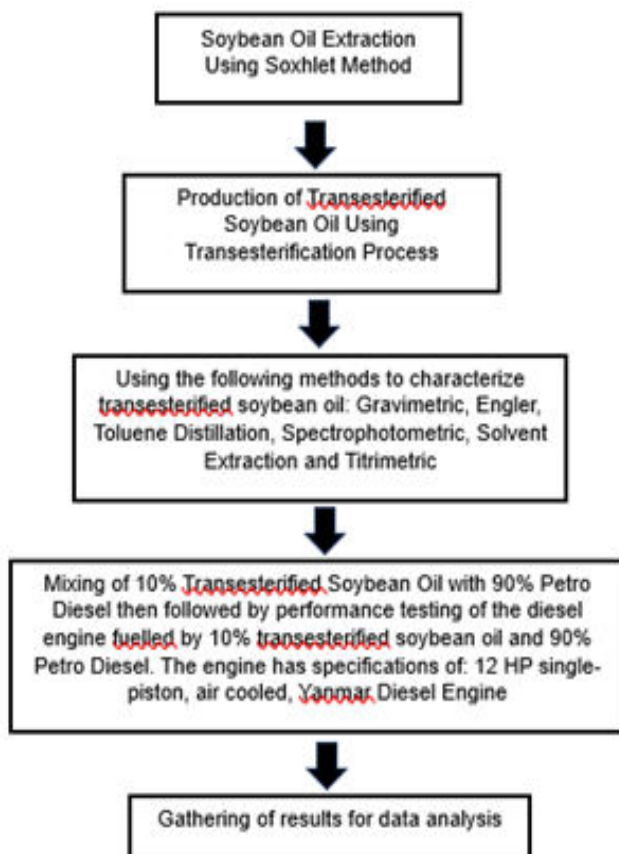 Soybean Oil Extraction
Using Soxhlet Method
Production of Transesterified
Soybean Oil Using
Transesterification Process
Using the following methods to characterize
transesterified soybean oil: Gravimetric, Engler,
Toluene Distillation, Spectrophotometric, Solvent
Extraction and Titrimetric
Mixing of 10% Transesterified Soybean Oil with 90% Petro
Diesel then followed by performance testing of the diesel
engine fuelled by 10% transesterified soybean oil and 90%
Petro Diesel. The engine has specifications of: 12 HP single-
piston, air cooled, Yanmar Diesel Engine
Gathering of results for data analysis